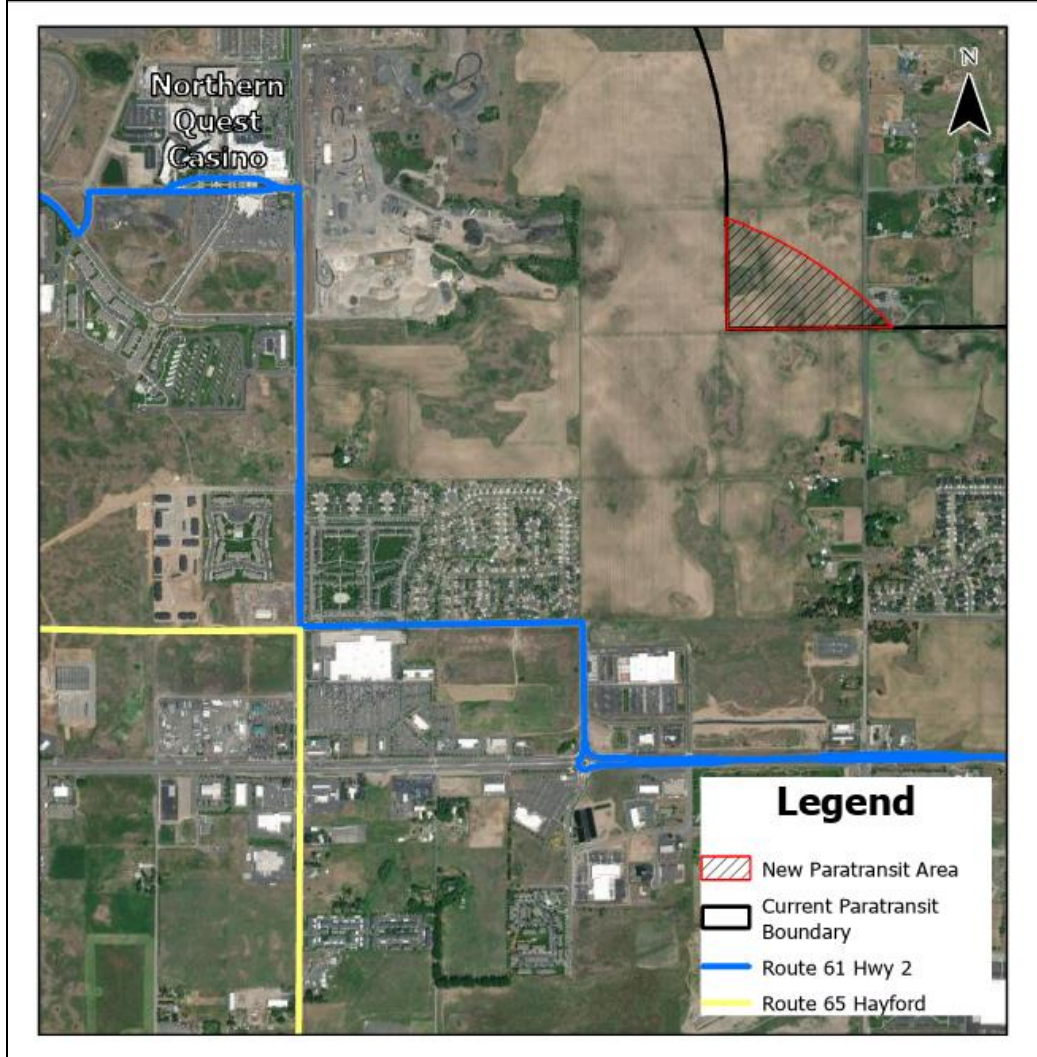 Northern
Quest
Casino
N
Legend
New Paratransit Area
Current Paratransit
Boundary
Route 61 Hwy 2
Route 65 Hayford